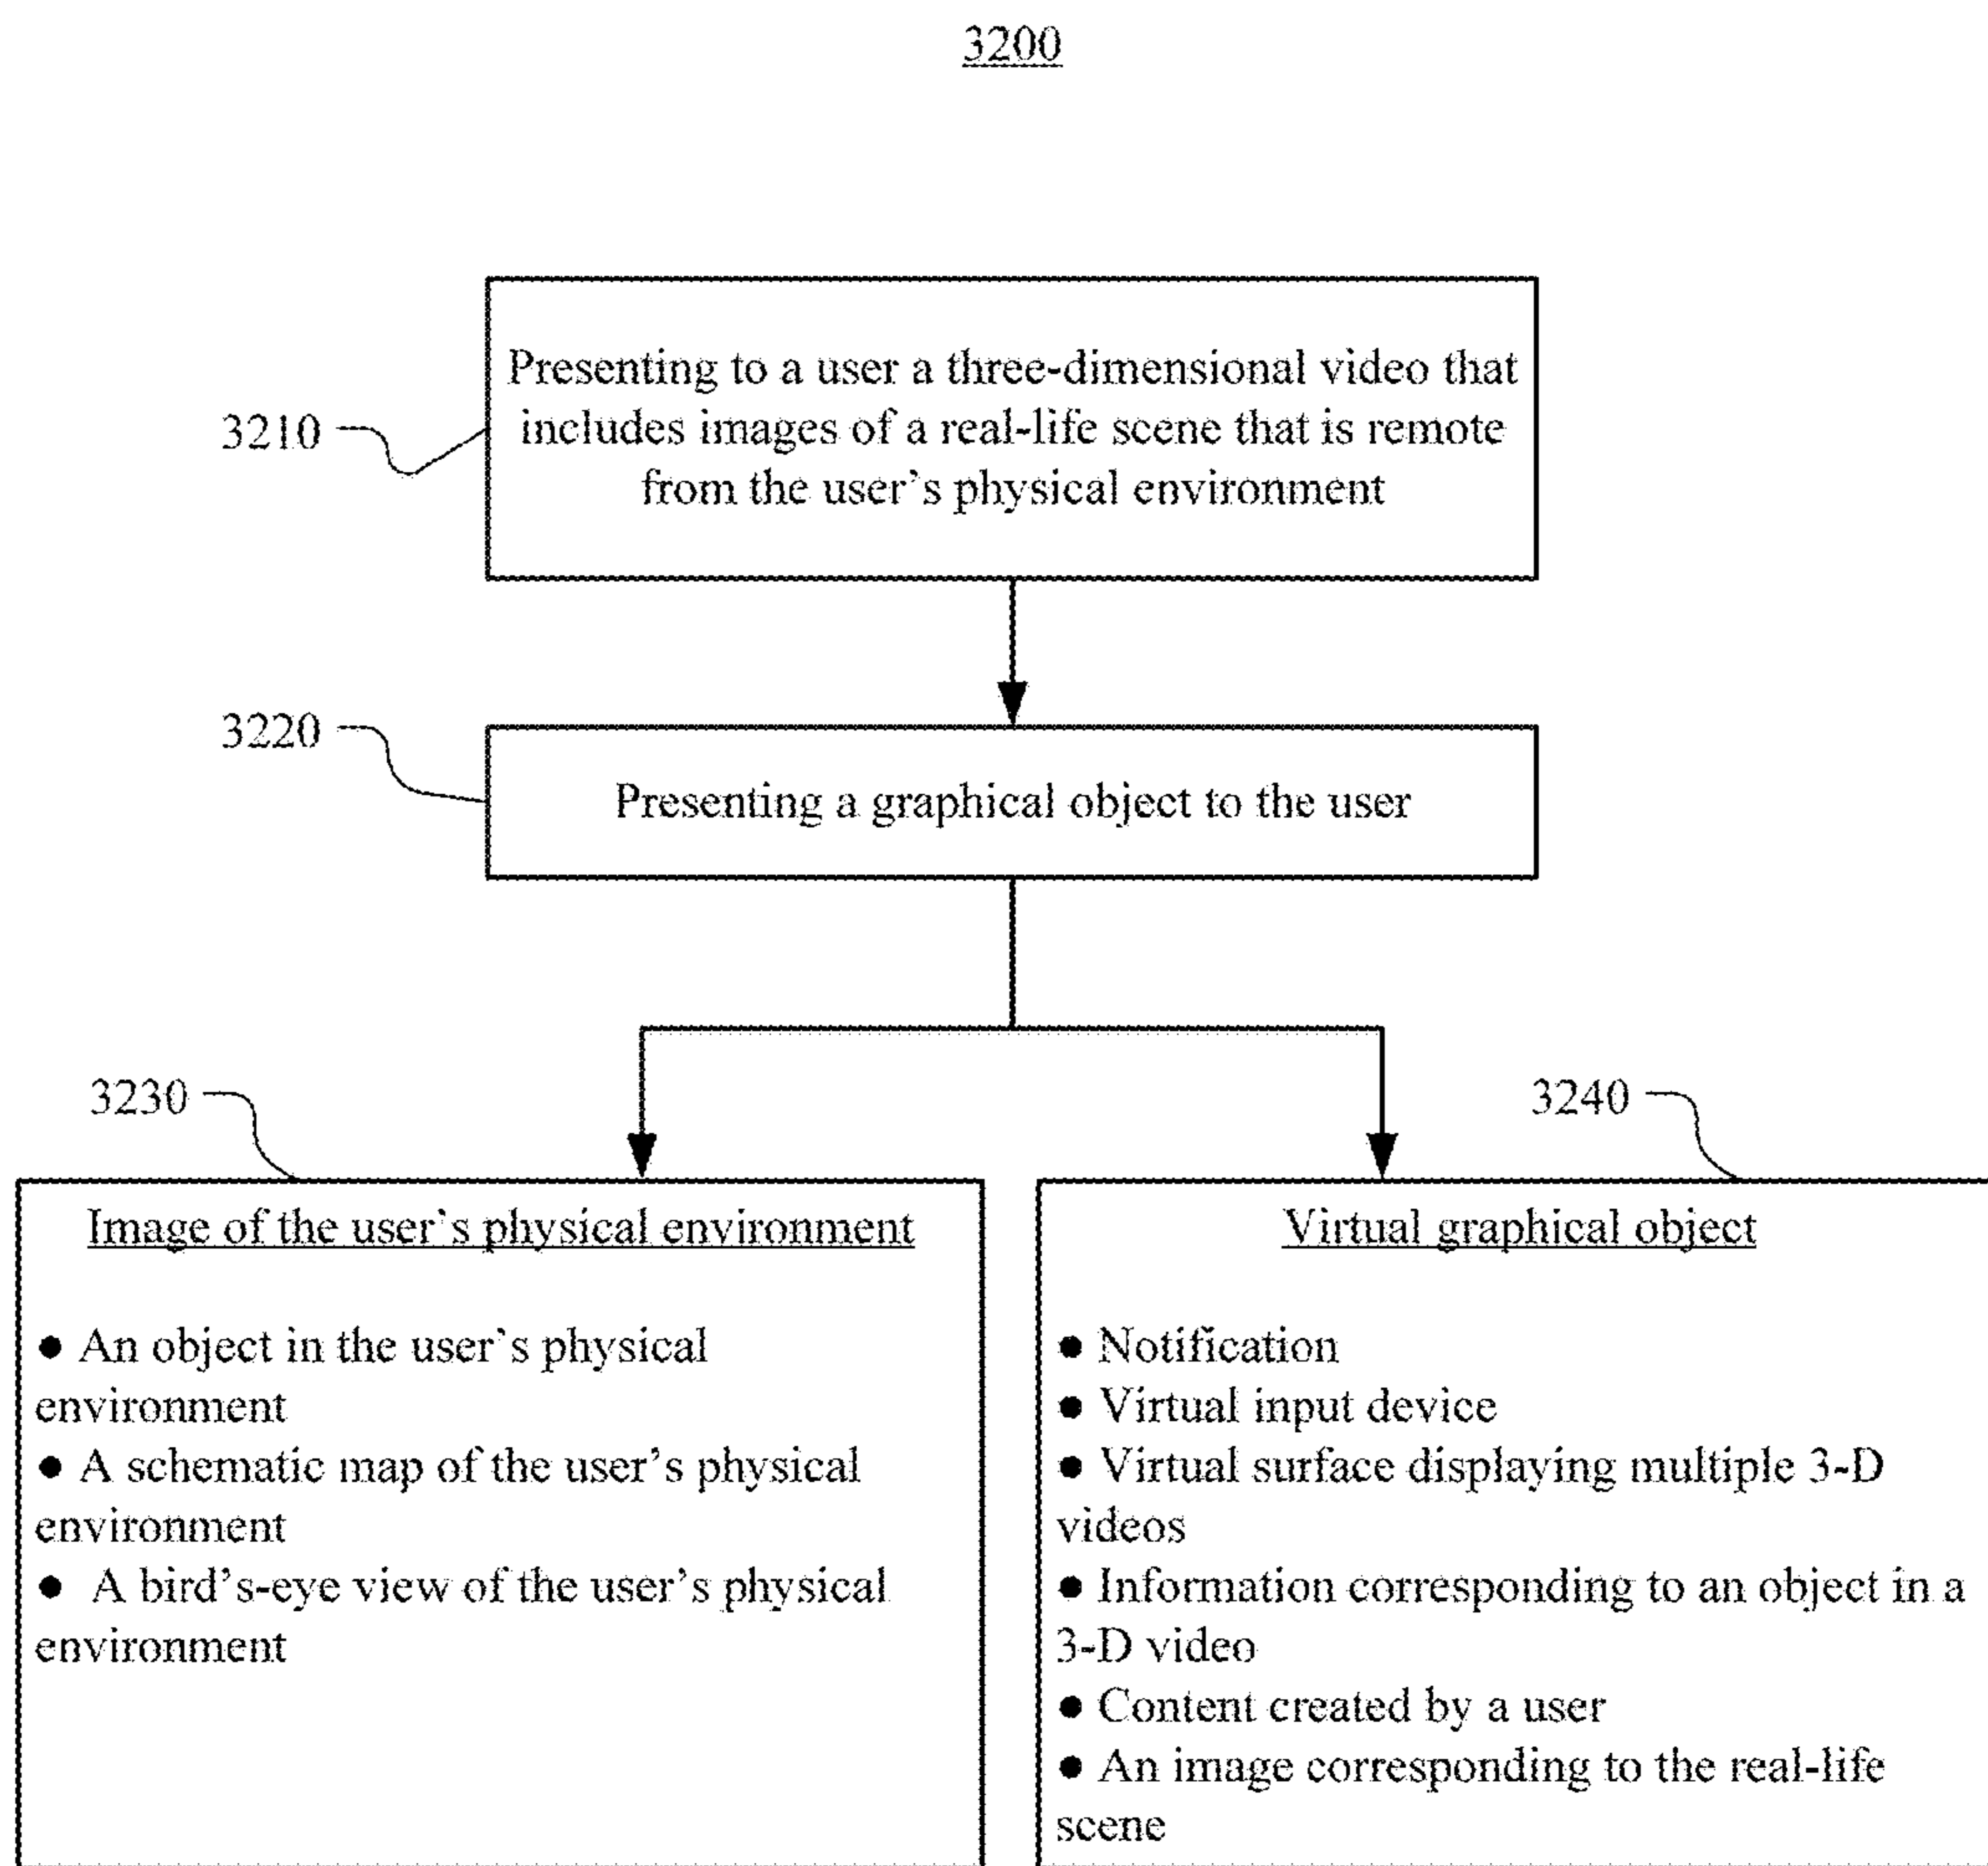 3200
Presenting to a user a three-dimensional video that
includes images of a real-life scene that is remote
from the user's physical environment
3210
3220
Presenting a graphical object to the user
3230
3240
Image of the user's physical environment
● An object in the user's physical
environment
● A schematic map of the user's physical
environment
● A bird's-eye view of the user's physical
environment
Virtual graphical object
● Notification
● Virtual input device
● Virtual surface displaying multiple 3-D
videos
● Information corresponding to an object in a
3-D video
● Content created by a user
● An image corresponding to the real-life
scene